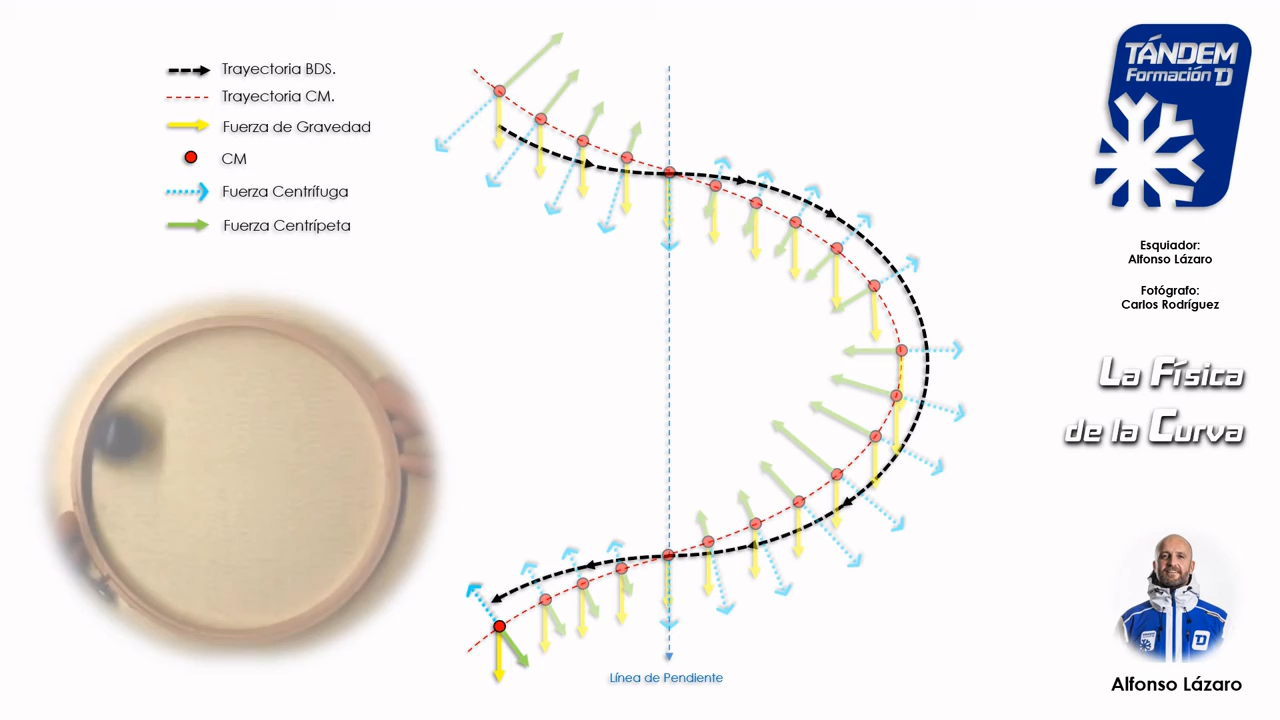 Trayectoria BDS.
Trayectoria CM.
Fuerza de Gravedad
CM
Fuerza Centrífuga
Fuerza Centrípeta
Línea de Pendiente
TÁNDEM
Formación TD
Esquiador:
Alfonso Lázaro
Fotógrafo:
Carlos Rodríguez
La Física
de la Curva
Alfonso Lázaro